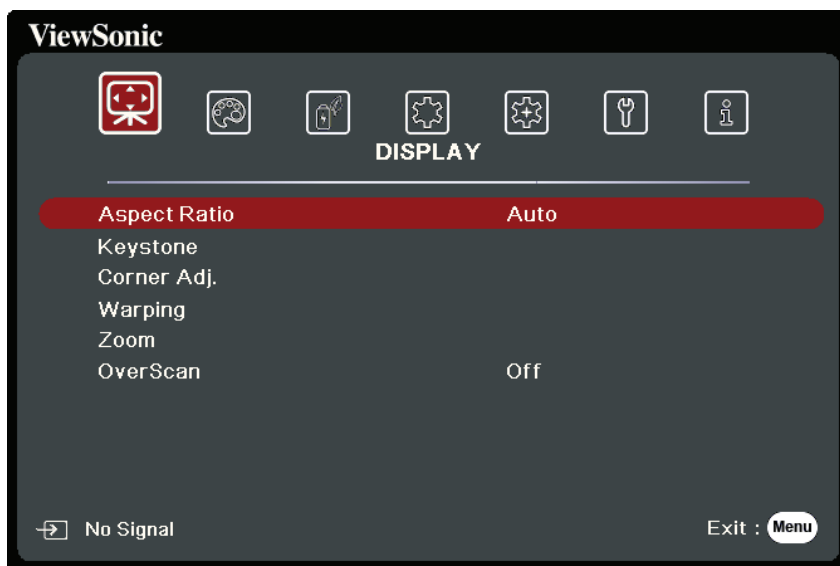 ViewSonic
DISPLAY
Aspect Ratio Auto
Keystone
Corner Adj.
Warping
Zoom
OverScan Off
No Signal Exit : Menu